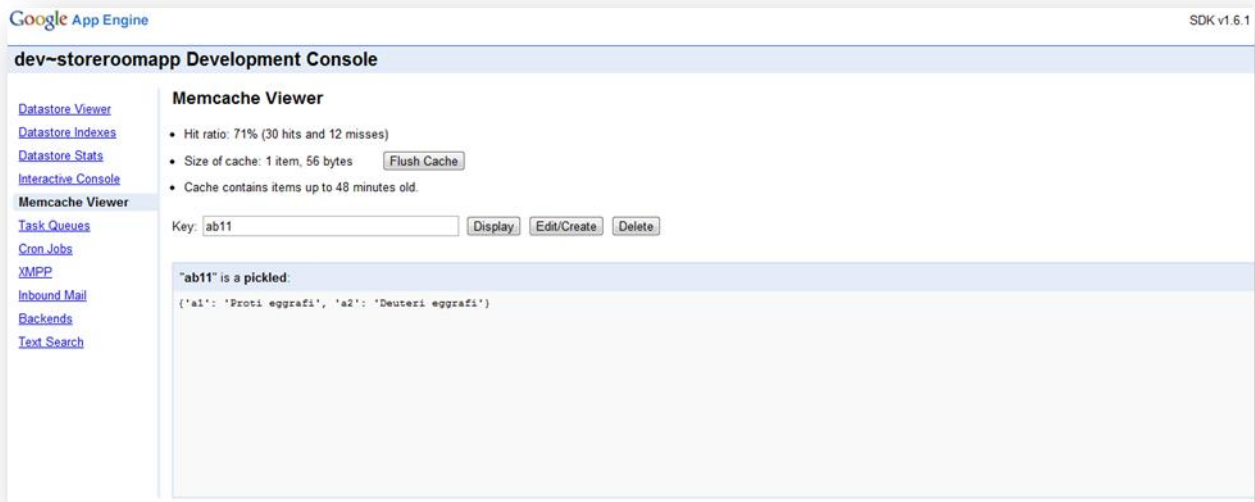 Google App Engine
SDK v1.6.1
dev~storeroomapp Development Console
Datastore Viewer
Datastore Indexes
Datastore Stats
Interactive Console
Memcache Viewer
Task Queues
Cron Jobs
XMPP
Inbound Mail
Backends
Text Search
Memcache Viewer
• Hit ratio: 71% (30 hits and 12 misses)
• Size of cache: 1 item, 56 bytes Flush Cache
• Cache contains items up to 48 minutes old.
Key: ab11 Display Edit/Create Delete
"ab11" is a pickled:
{'a1': 'Proti eggrafi', 'a2': 'Deuteri eggrafi'}